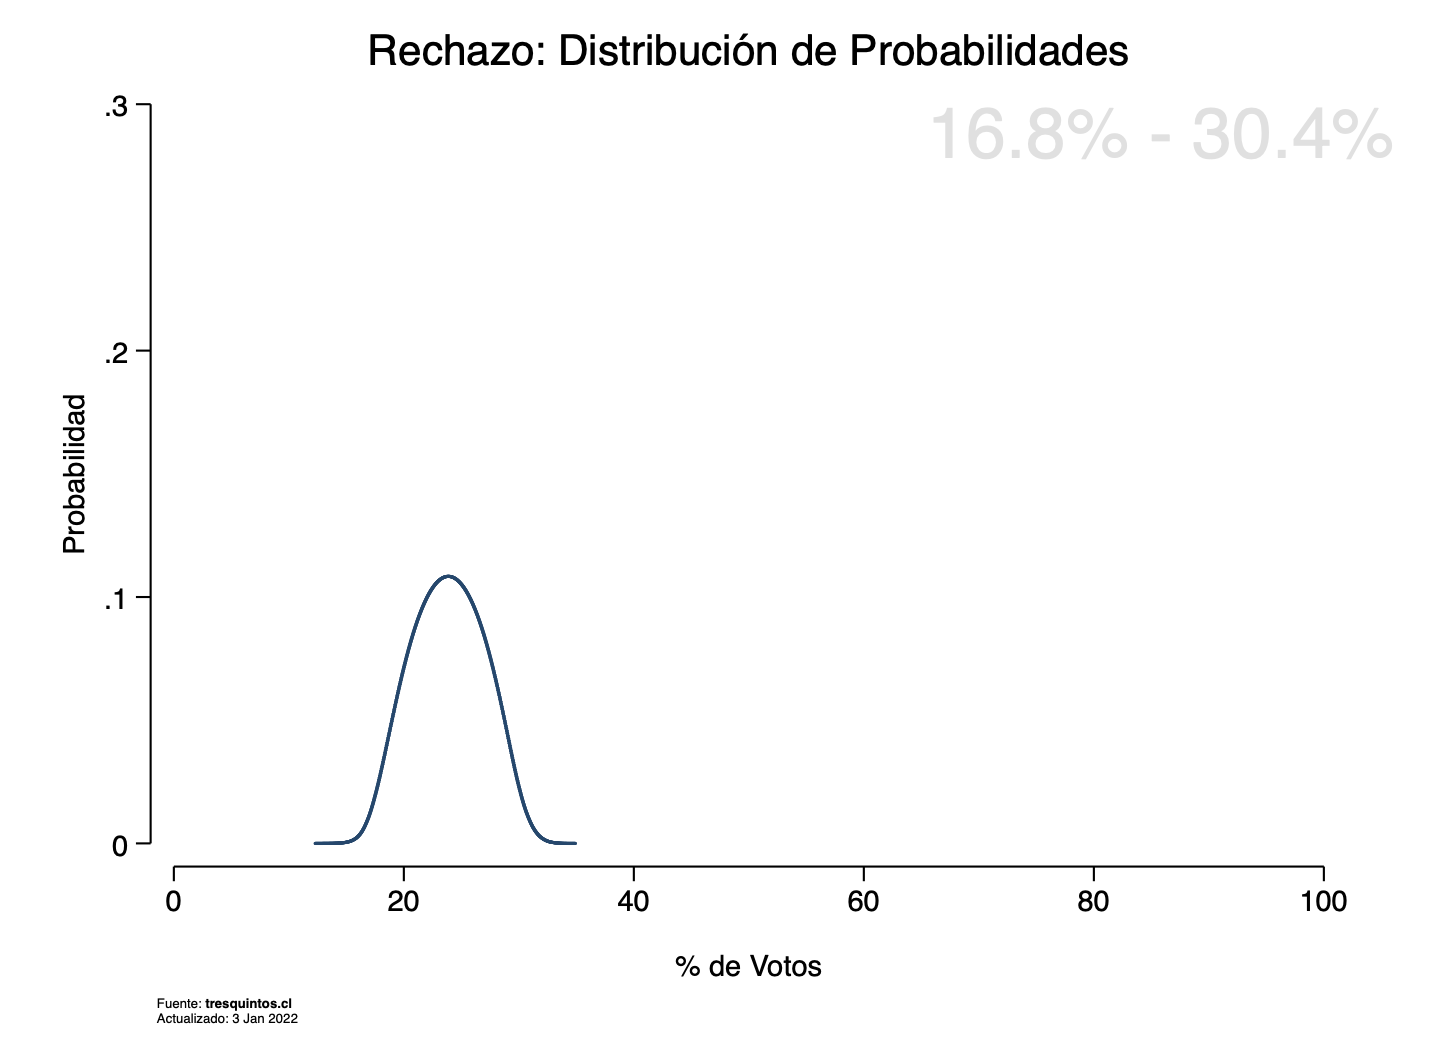 Rechazo: Distribución de Probabilidades
16.8% - 30.4%
.3
.2
.1
0
Probabilidad
0 20 40 60 80 100
% de Votos
Fuente: tresquintos.cl
Actualizado: 3 Jan 2022